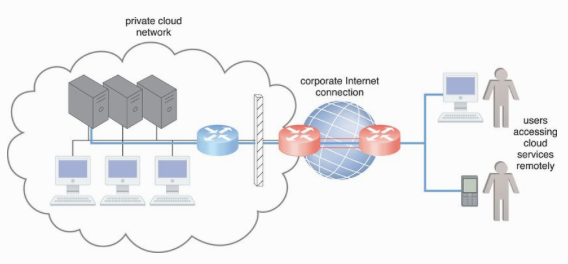 private cloud
network
corporate Internet
connection
users
accessing
cloud
services
remotely